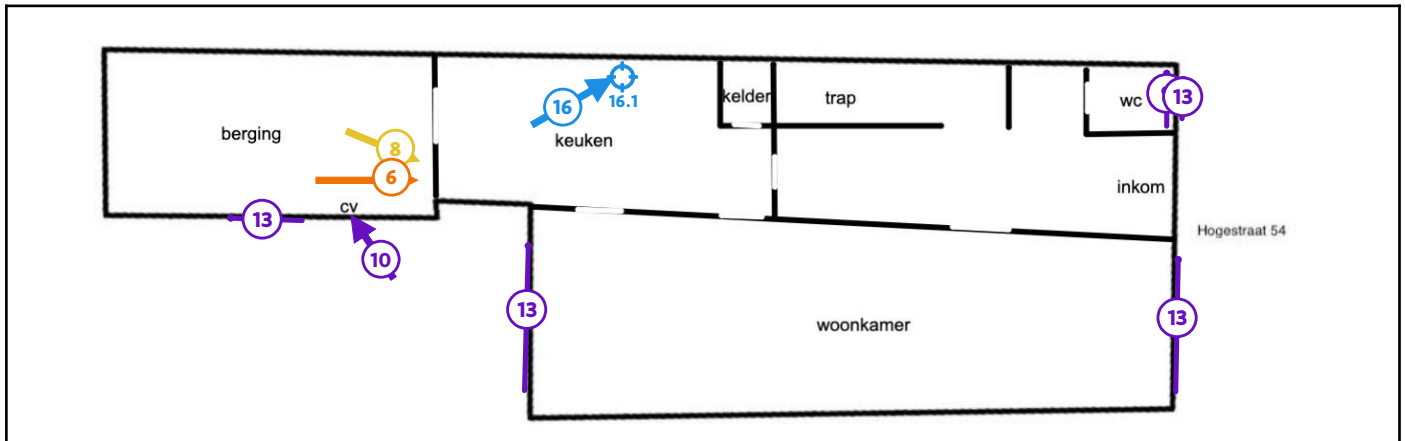 kelder
trap
wc
13
16
16.1
keuken
berging
8
6
inkom
cv
13
10
Hogestraat 54
13
woonkamer
13